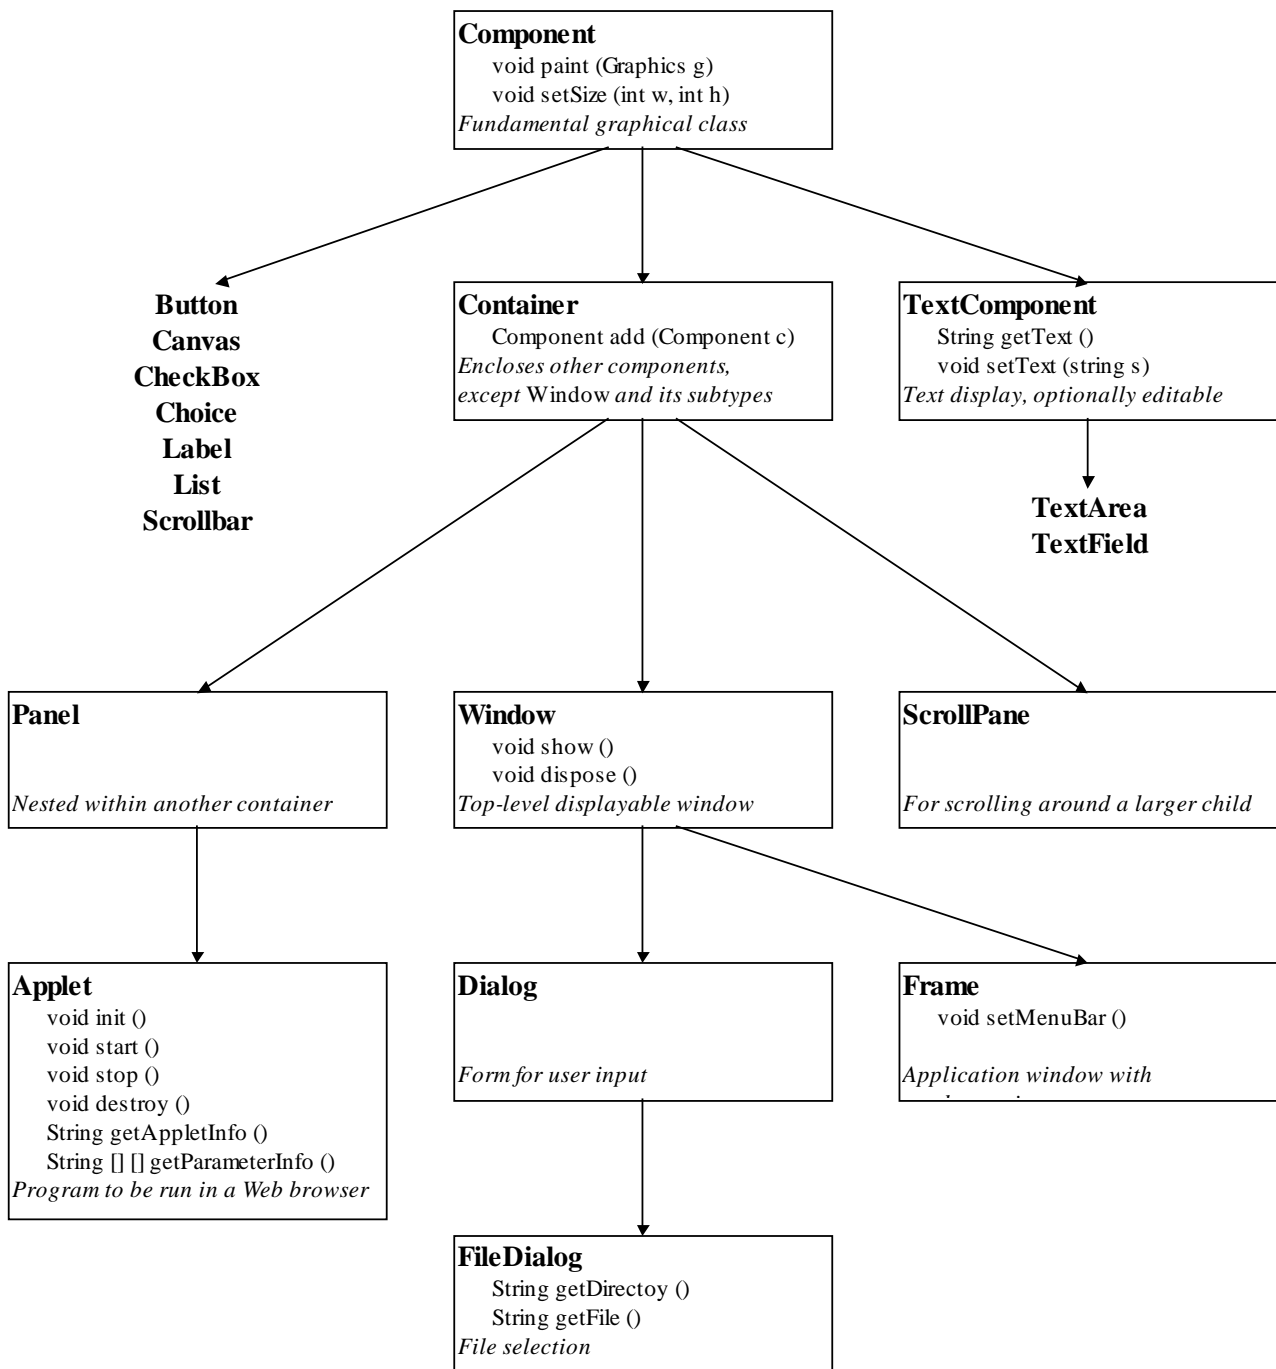 Component
void paint (Graphics g)
void setSize (int w, int h)
Fundamental graphical class
Button
Canvas
CheckBox
Choice
Label
List
Scrollbar
Container
Component add (Component c)
Encloses other components,
except Window and its subtypes
TextComponent
String getText ()
void setText (string s)
Text display, optionally editable
TextArea
TextField
Panel
Nested within another container
Window
void show ()
void dispose ()
Top-level displayable window
ScrollPane
For scrolling around a larger child
Applet
void init ()
void start ()
void stop ()
void destroy ()
String getAppletInfo ()
String [] [] getParameterInfo ()
Program to be run in a Web browser
Dialog
Form for user input
Frame
void setMenuBar ()
Application window with
FileDialog
String getDirectoy ()
String getFile ()
File selection